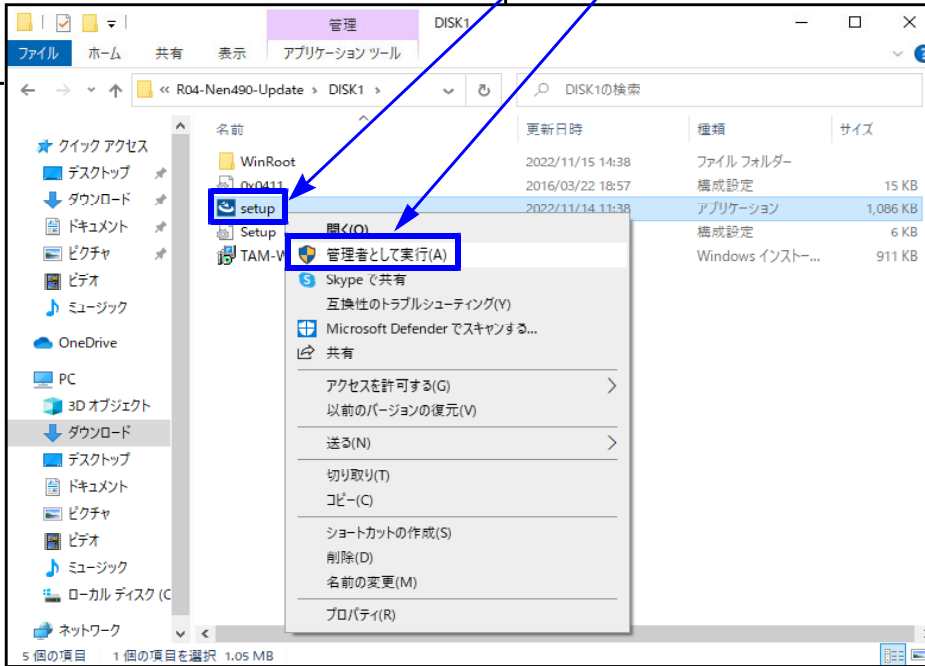 管理
DISK1
ファイル ホーム 共有 表示 アプリケーション ツール
« R04-Nen490-Update › DISK1 ›
DISK1の検索
名前 更新日時 種類 サイズ
クイック アクセス
デスクトップ
ダウンロード
ドキュメント
ピクチャ
ビデオ
ミュージック
OneDrive
PC
3D オブジェクト
ダウンロード
デスクトップ
ドキュメント
ピクチャ
ビデオ
ミュージック
ローカル ディスク (C
ネットワーク
WinRoot 2022/11/15 14:38 ファイル フォルダー
0x0411 2016/03/22 18:57 構成設定 15 KB
setup 2022/11/14 11:38 アプリケーション 1,086 KB
Setup 構成設定 6 KB
TAM-W Windows インストー... 911 KB
開く(O)
管理者として実行(A)
Skype で共有
互換性のトラブルシューティング(Y)
Microsoft Defender でスキャンする...
共有
アクセスを許可する(G)
以前のバージョンの復元(V)
送る(N)
切り取り(T)
コピー(C)
ショートカットの作成(S)
削除(D)
名前の変更(M)
プロパティ(R)
5 個の項目 1 個の項目を選択 1.05 MB